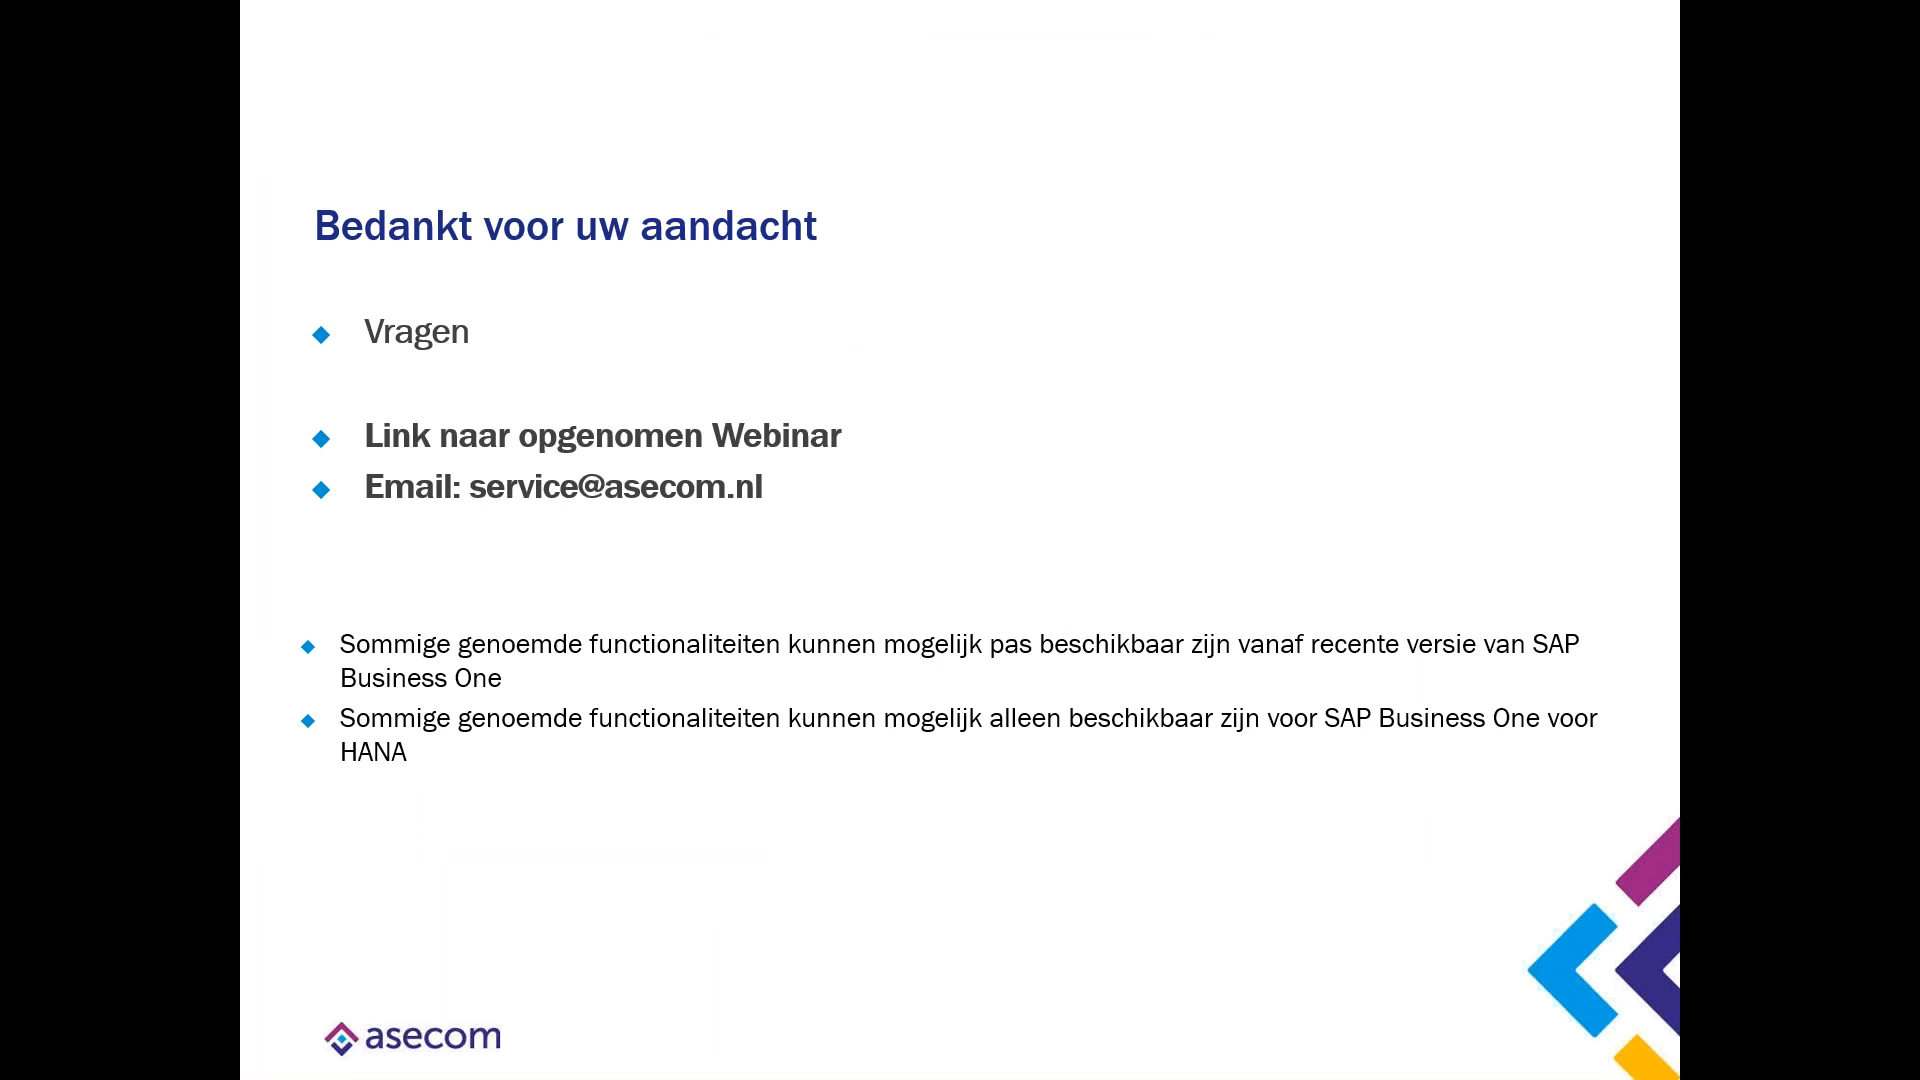 Bedankt voor uw aandacht
Vragen
Link naar opgenomen Webinar
Email: service@asecom.nl
Sommige genoemde functionaliteiten kunnen mogelijk pas beschikbaar zijn vanaf recente versie van SAP
Business One
Sommige genoemde functionaliteiten kunnen mogelijk alleen beschikbaar zijn voor SAP Business One voor
HANA
asecom